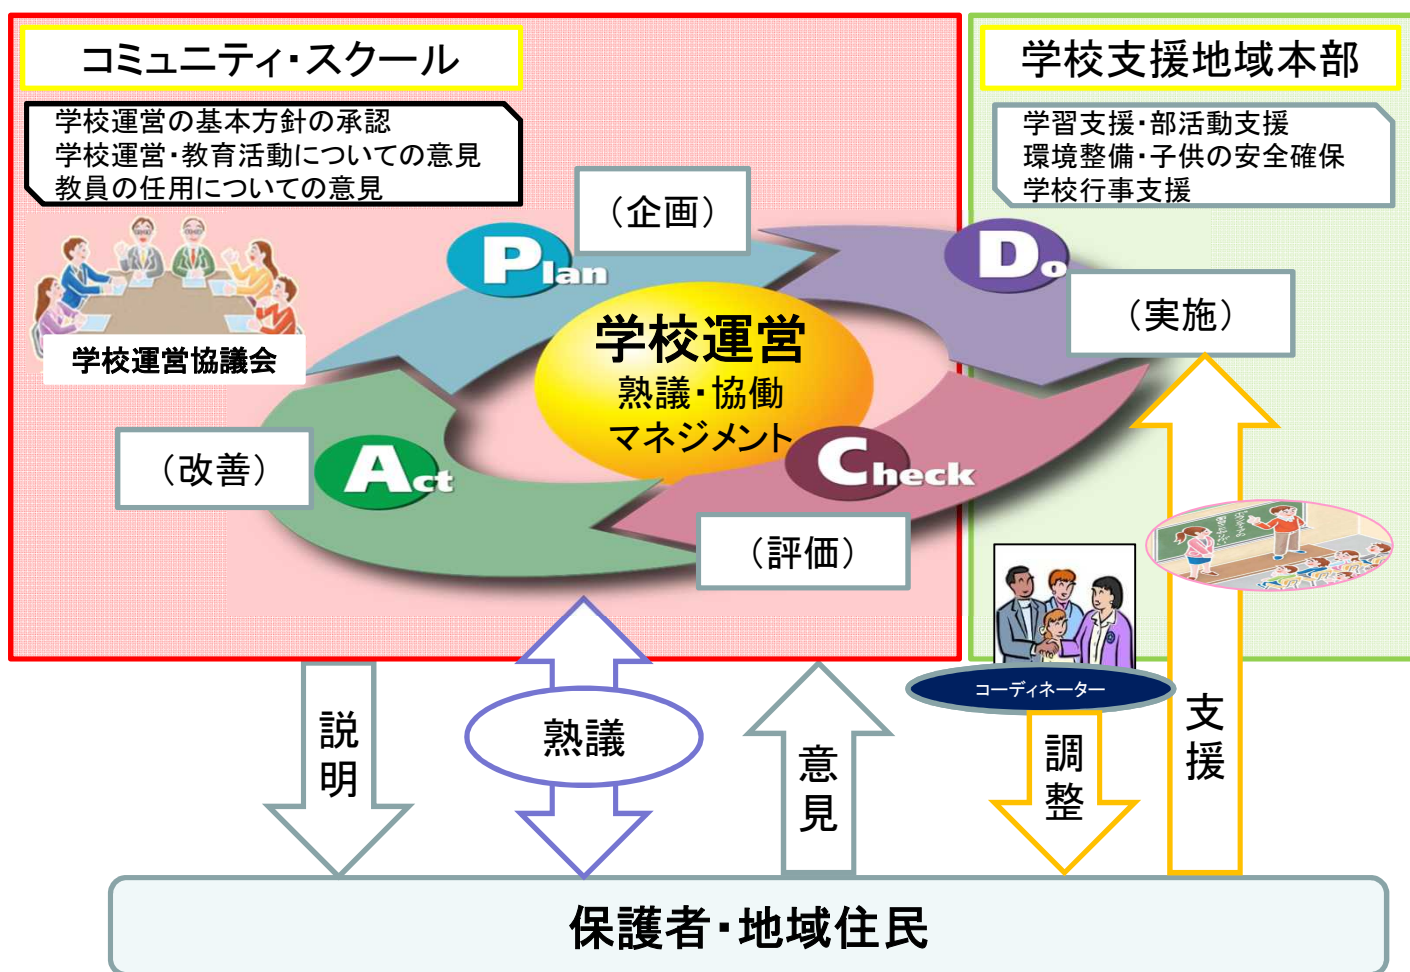 コミュニティ・スクール
学校運営の基本方針の承認
学校運営・教育活動についての意見
教員の任用についての意見
学校支援地域本部
学習支援・部活動支援
環境整備・子供の安全確保
学校行事支援
Plan
（企画）
Do
（実施）
学校運営
熟議・協働
マネジメント
学校運営協議会
（改善）
Act
Check
（評価）
コーディネーター
説明
熟議
意見
調整
支援
保護者・地域住民